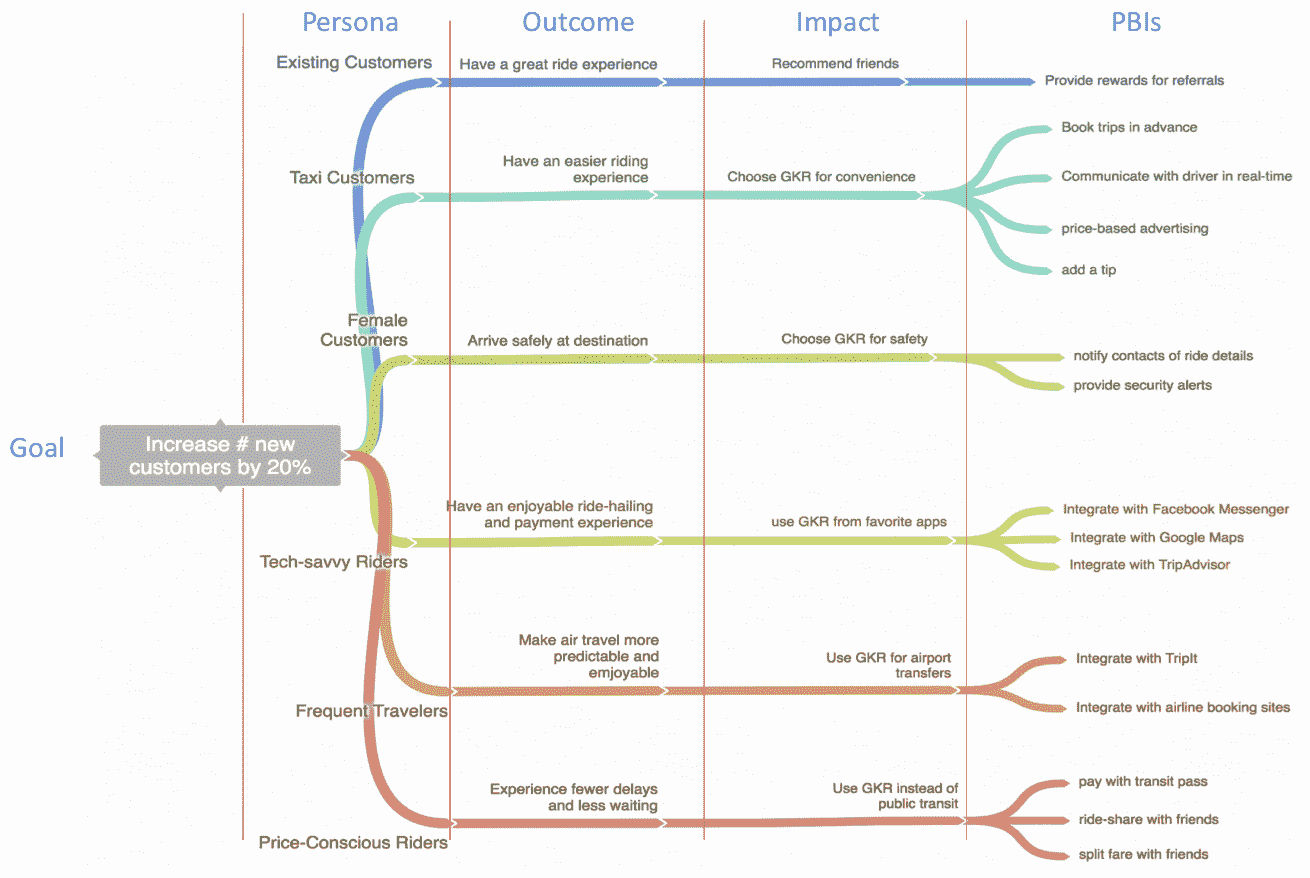 Persona
Outcome
Impact
PBIs
Existing Customers
Have a great ride experience
Recommend friends
Provide rewards for referrals
Taxi Customers
Have an easier riding
experience
Choose GKR for convenience
Book trips in advance
Communicate with driver in real-time
price-based advertising
add a tip
Female
Customers
Arrive safely at destination
Choose GKR for safety
notify contacts of ride details
provide security alerts
Goal
Increase # new
customers by 20%
Tech-savvy Riders
Have an enjoyable ride-hailing
and payment experience
use GKR from favorite apps
Integrate with Facebook Messenger
Integrate with Google Maps
Integrate with TripAdvisor
Frequent Travelers
Make air travel more
predictable and
enjoyable
Use GKR for airport
transfers
Integrate with TripIt
Integrate with airline booking sites
Price-Conscious Riders
Experience fewer delays
and less waiting
Use GKR instead of
public transit
pay with transit pass
ride-share with friends
split fare with friends